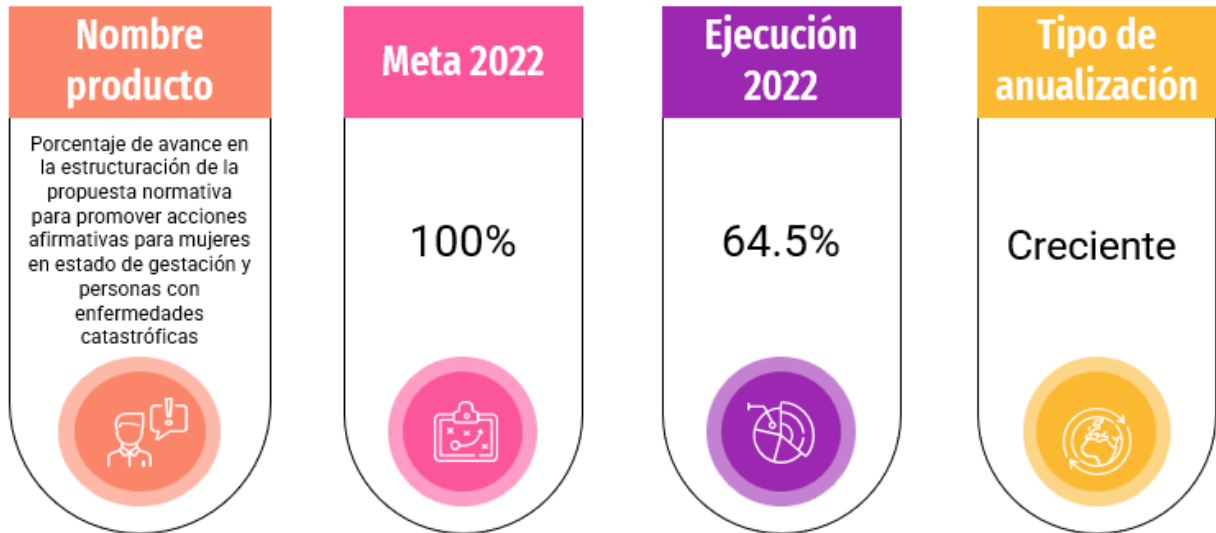 Nombre
producto
Porcentaje de avance en
la estructuración de la
propuesta normativa
para promover acciones
afirmativas para mujeres
en estado de gestación y
personas con
enfermedades
catastróficas
Meta 2022
100%
Ejecución
2022
64.5%
Tipo de
anualización
Creciente